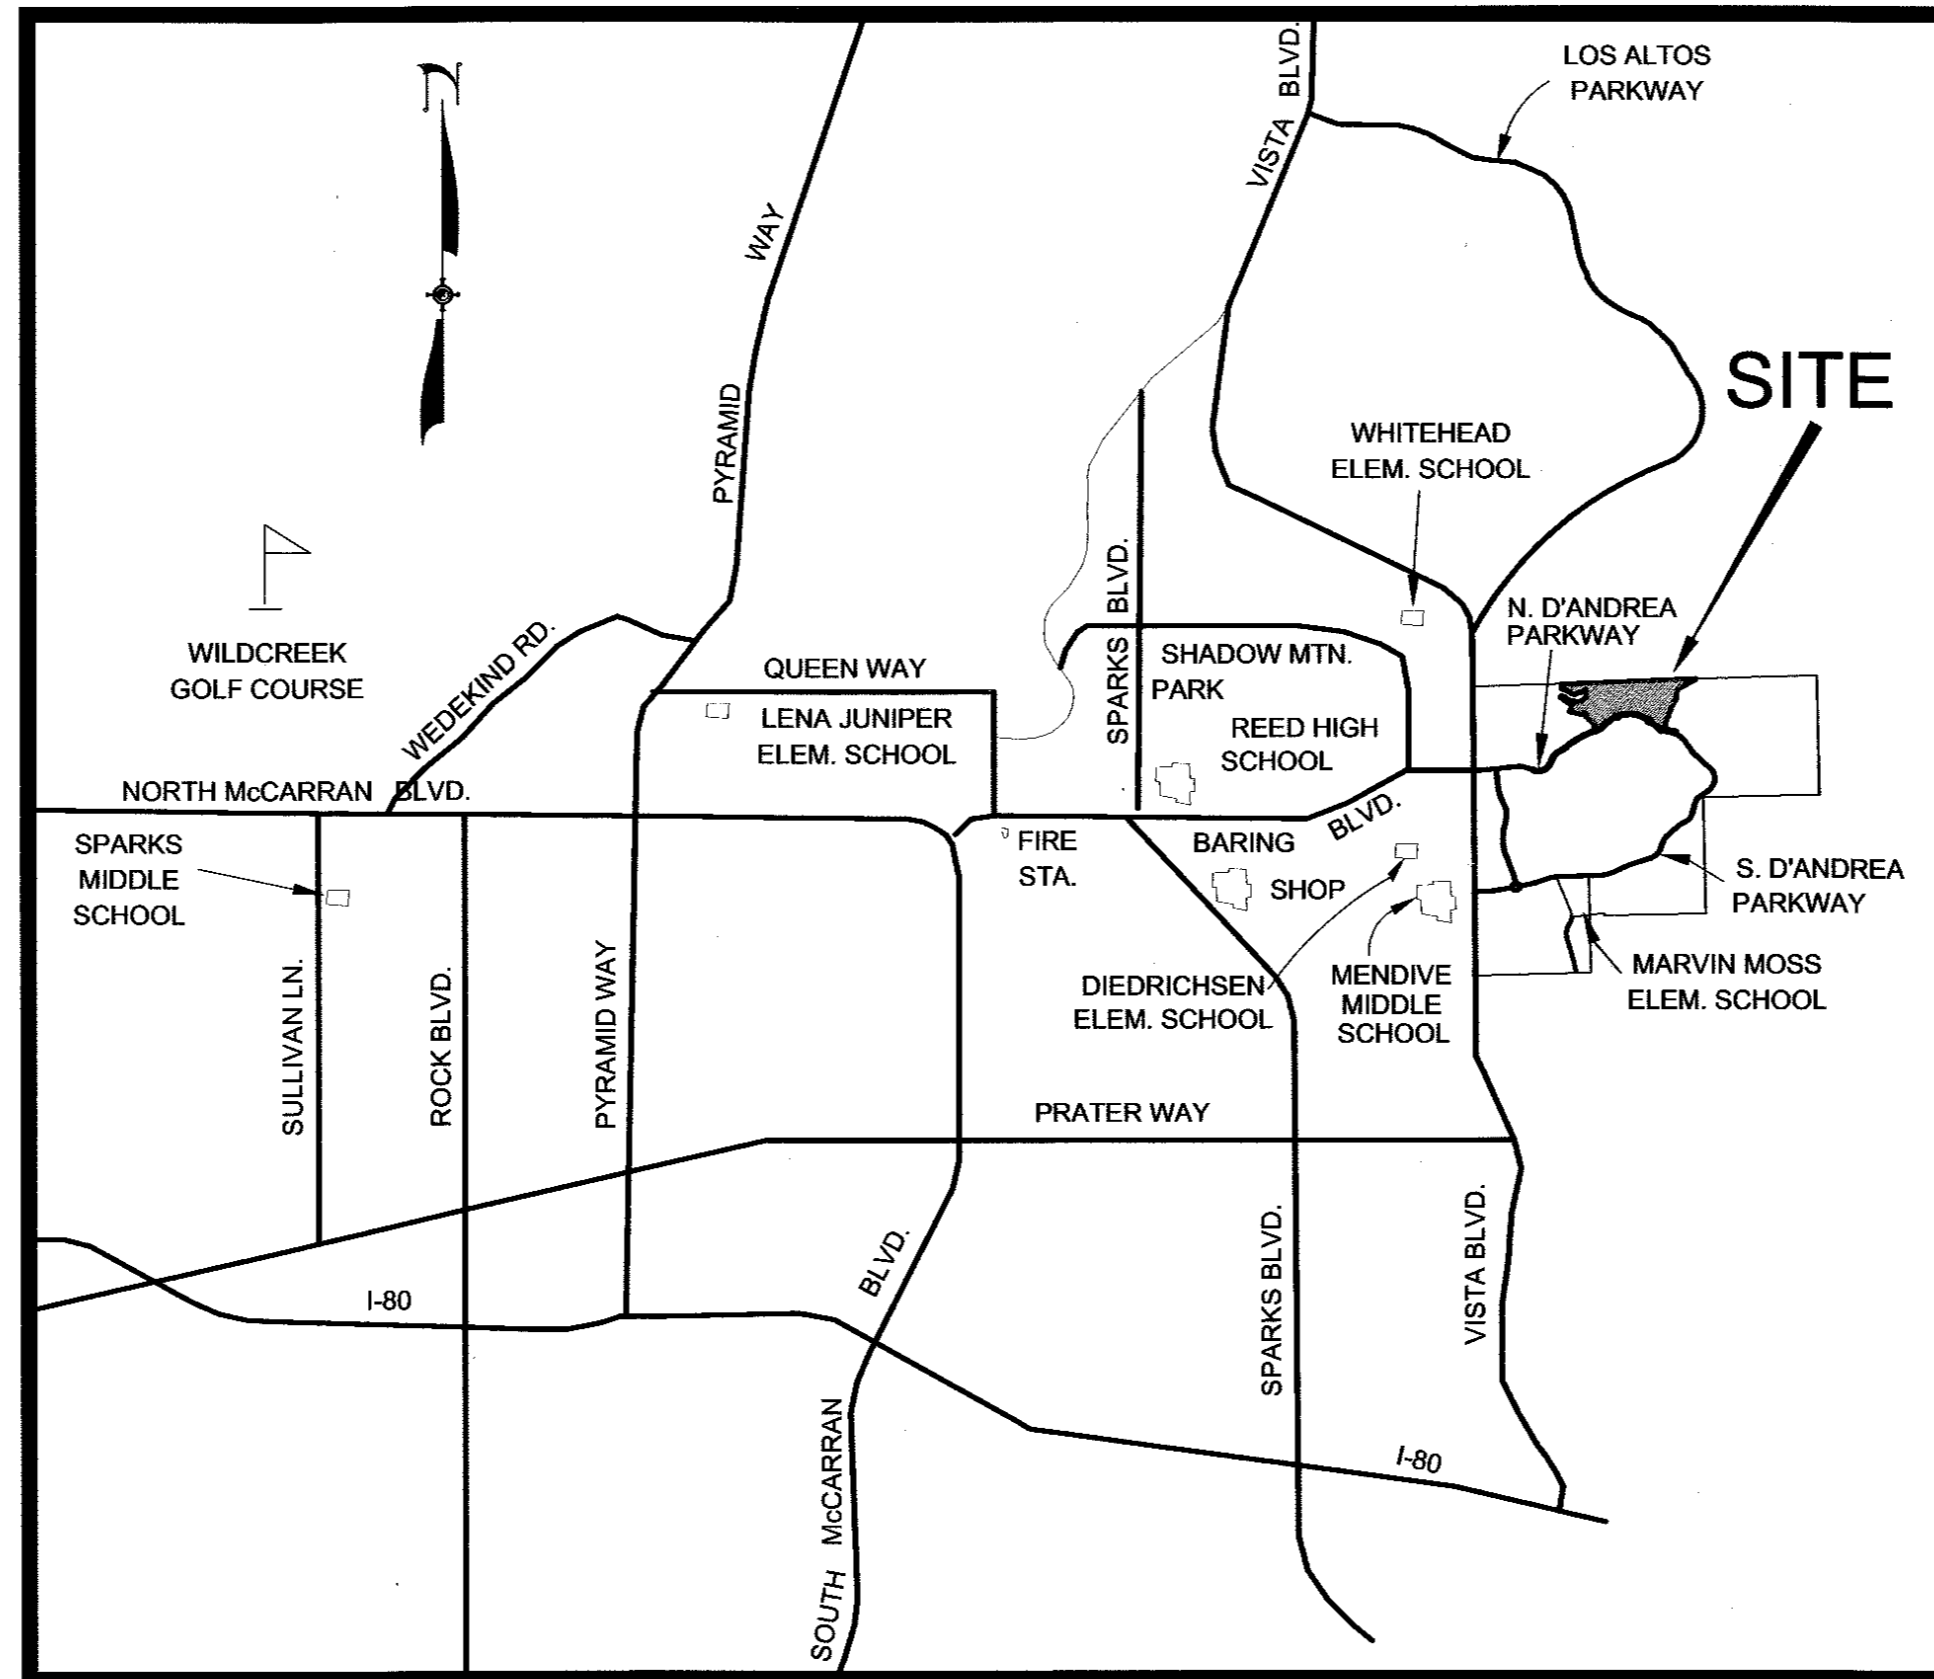 N
LOS ALTOS
PARKWAY
VISTA BLVD.
PYRAMID WAY
SITE
WHITEHEAD
ELEM. SCHOOL
SPARKS BLVD.
N. D'ANDREA
PARKWAY
WILDCREEK
GOLF COURSE
WEDEKIND RD.
QUEEN WAY
SHADOW MTN.
PARK
LENA JUNIPER
ELEM. SCHOOL
REED HIGH
SCHOOL
NORTH McCARRAN BLVD.
SPARKS
MIDDLE
SCHOOL
FIRE
STA.
BARING BLVD.
SHOP
S. D'ANDREA
PARKWAY
SULLIVAN LN.
ROCK BLVD.
PYRAMID WAY
DIEDRICHSEN
ELEM. SCHOOL
MENDIVE
MIDDLE
SCHOOL
MARVIN MOSS
ELEM. SCHOOL
PRATER WAY
I-80
SOUTH McCARRAN BLVD.
SPARKS BLVD.
VISTA BLVD.
I-80